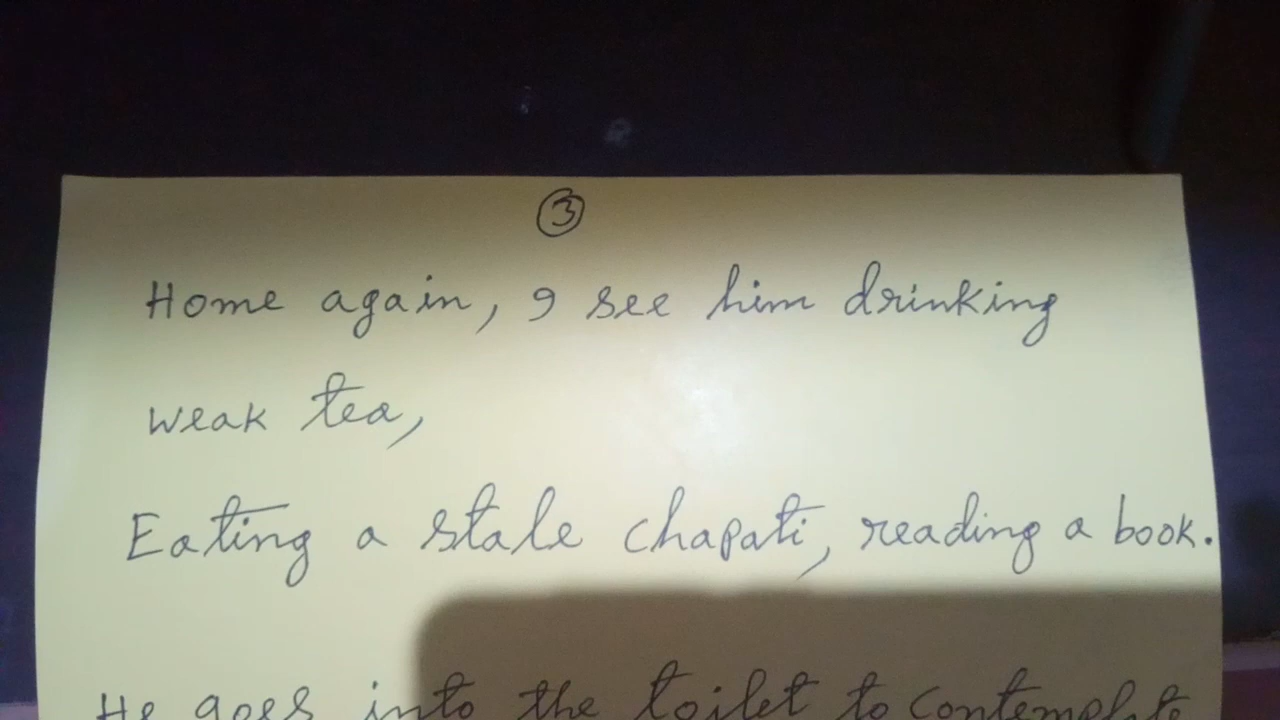 3
Home again, I see him drinking
weak tea,
Eating a stale chapati, reading a book.
He goes into the toilet to